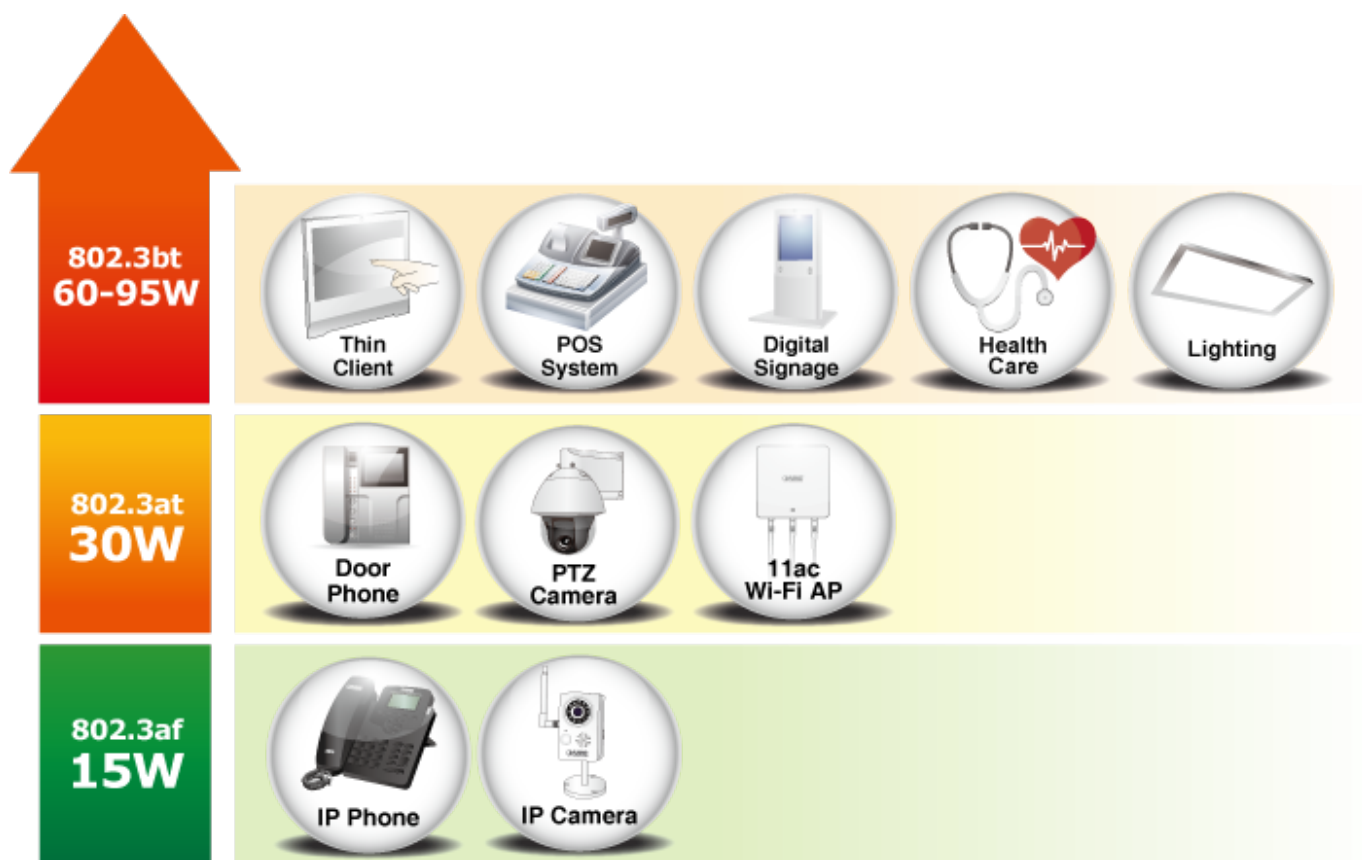 802.3bt
60-95W
Thin
Client
POS
System
Digital
Signage
Health
Care
Lighting
802.3at
30W
Door
Phone
PTZ
Camera
11ac
Wi-Fi AP
802.3af
15W
IP Phone
IP Camera